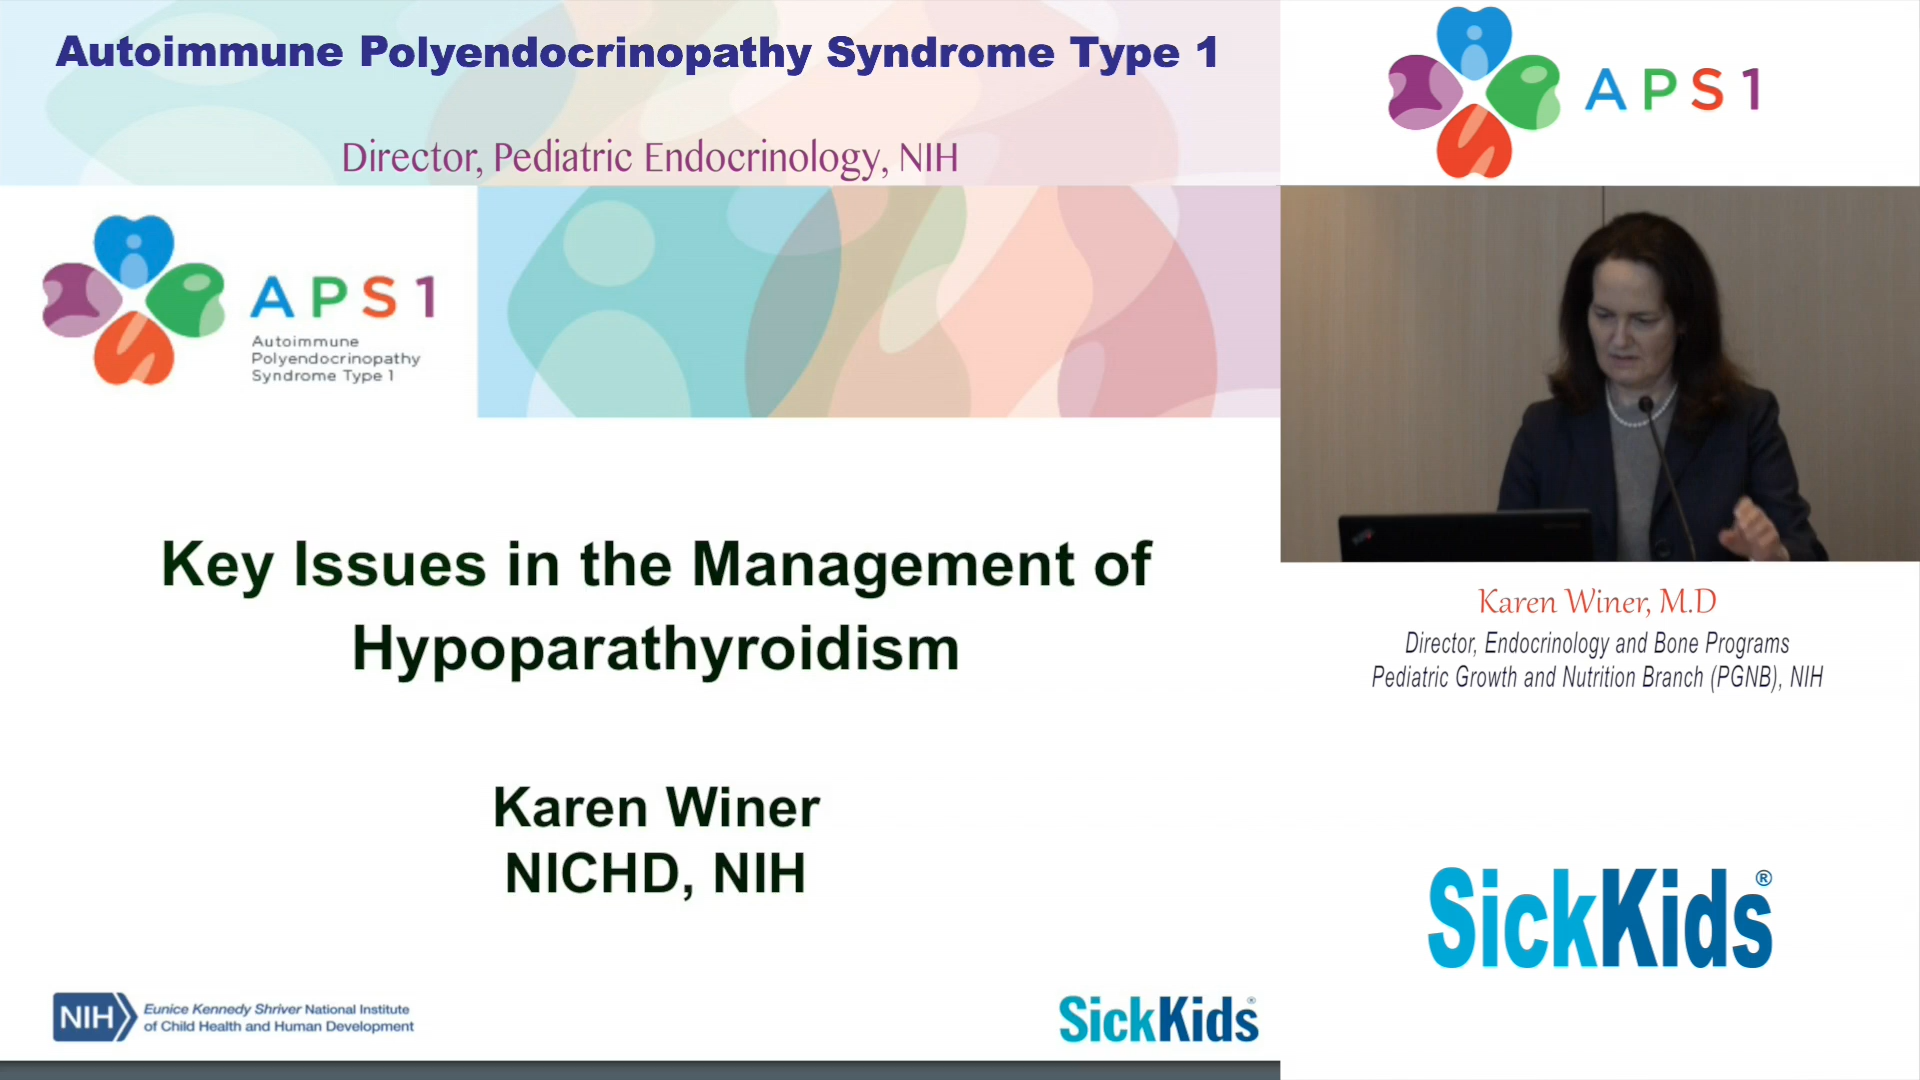 Autoimmune Polyendocrinopathy Syndrome Type 1
Director, Pediatric Endocrinology, NIH
APS1
Autoimmune
Polyendocrinopathy
Syndrome Type 1
Key Issues in the Management of
Hypoparathyroidism
Karen Winer
NICHD, NIH
NIH
Eunice Kennedy Shriver National Institute
of Child Health and Human Development
SickKids®
APS1
Karen Winer, M.D
Director, Endocrinology and Bone Programs
Pediatric Growth and Nutrition Branch (PGNB), NIH
SickKids®